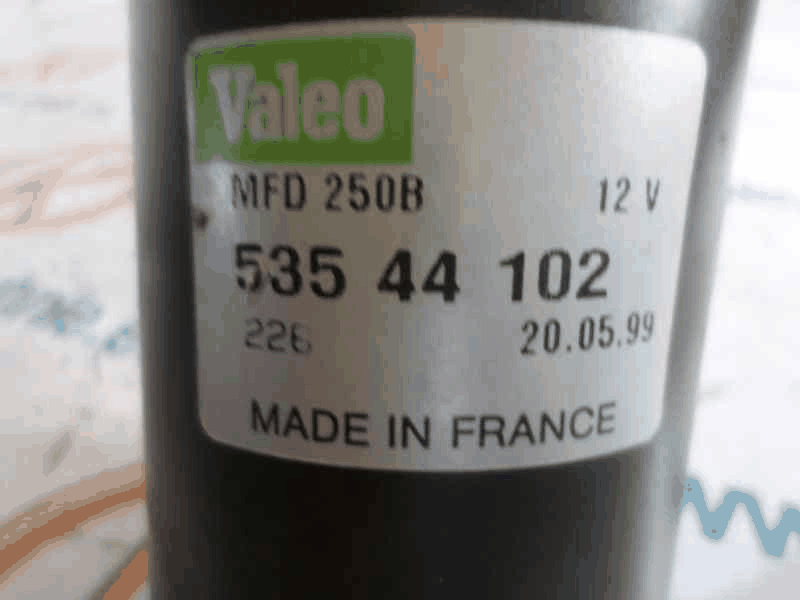 Valeo
MFD 250B 12 V
535 44 102
226 20.05.99
MADE IN FRANCE